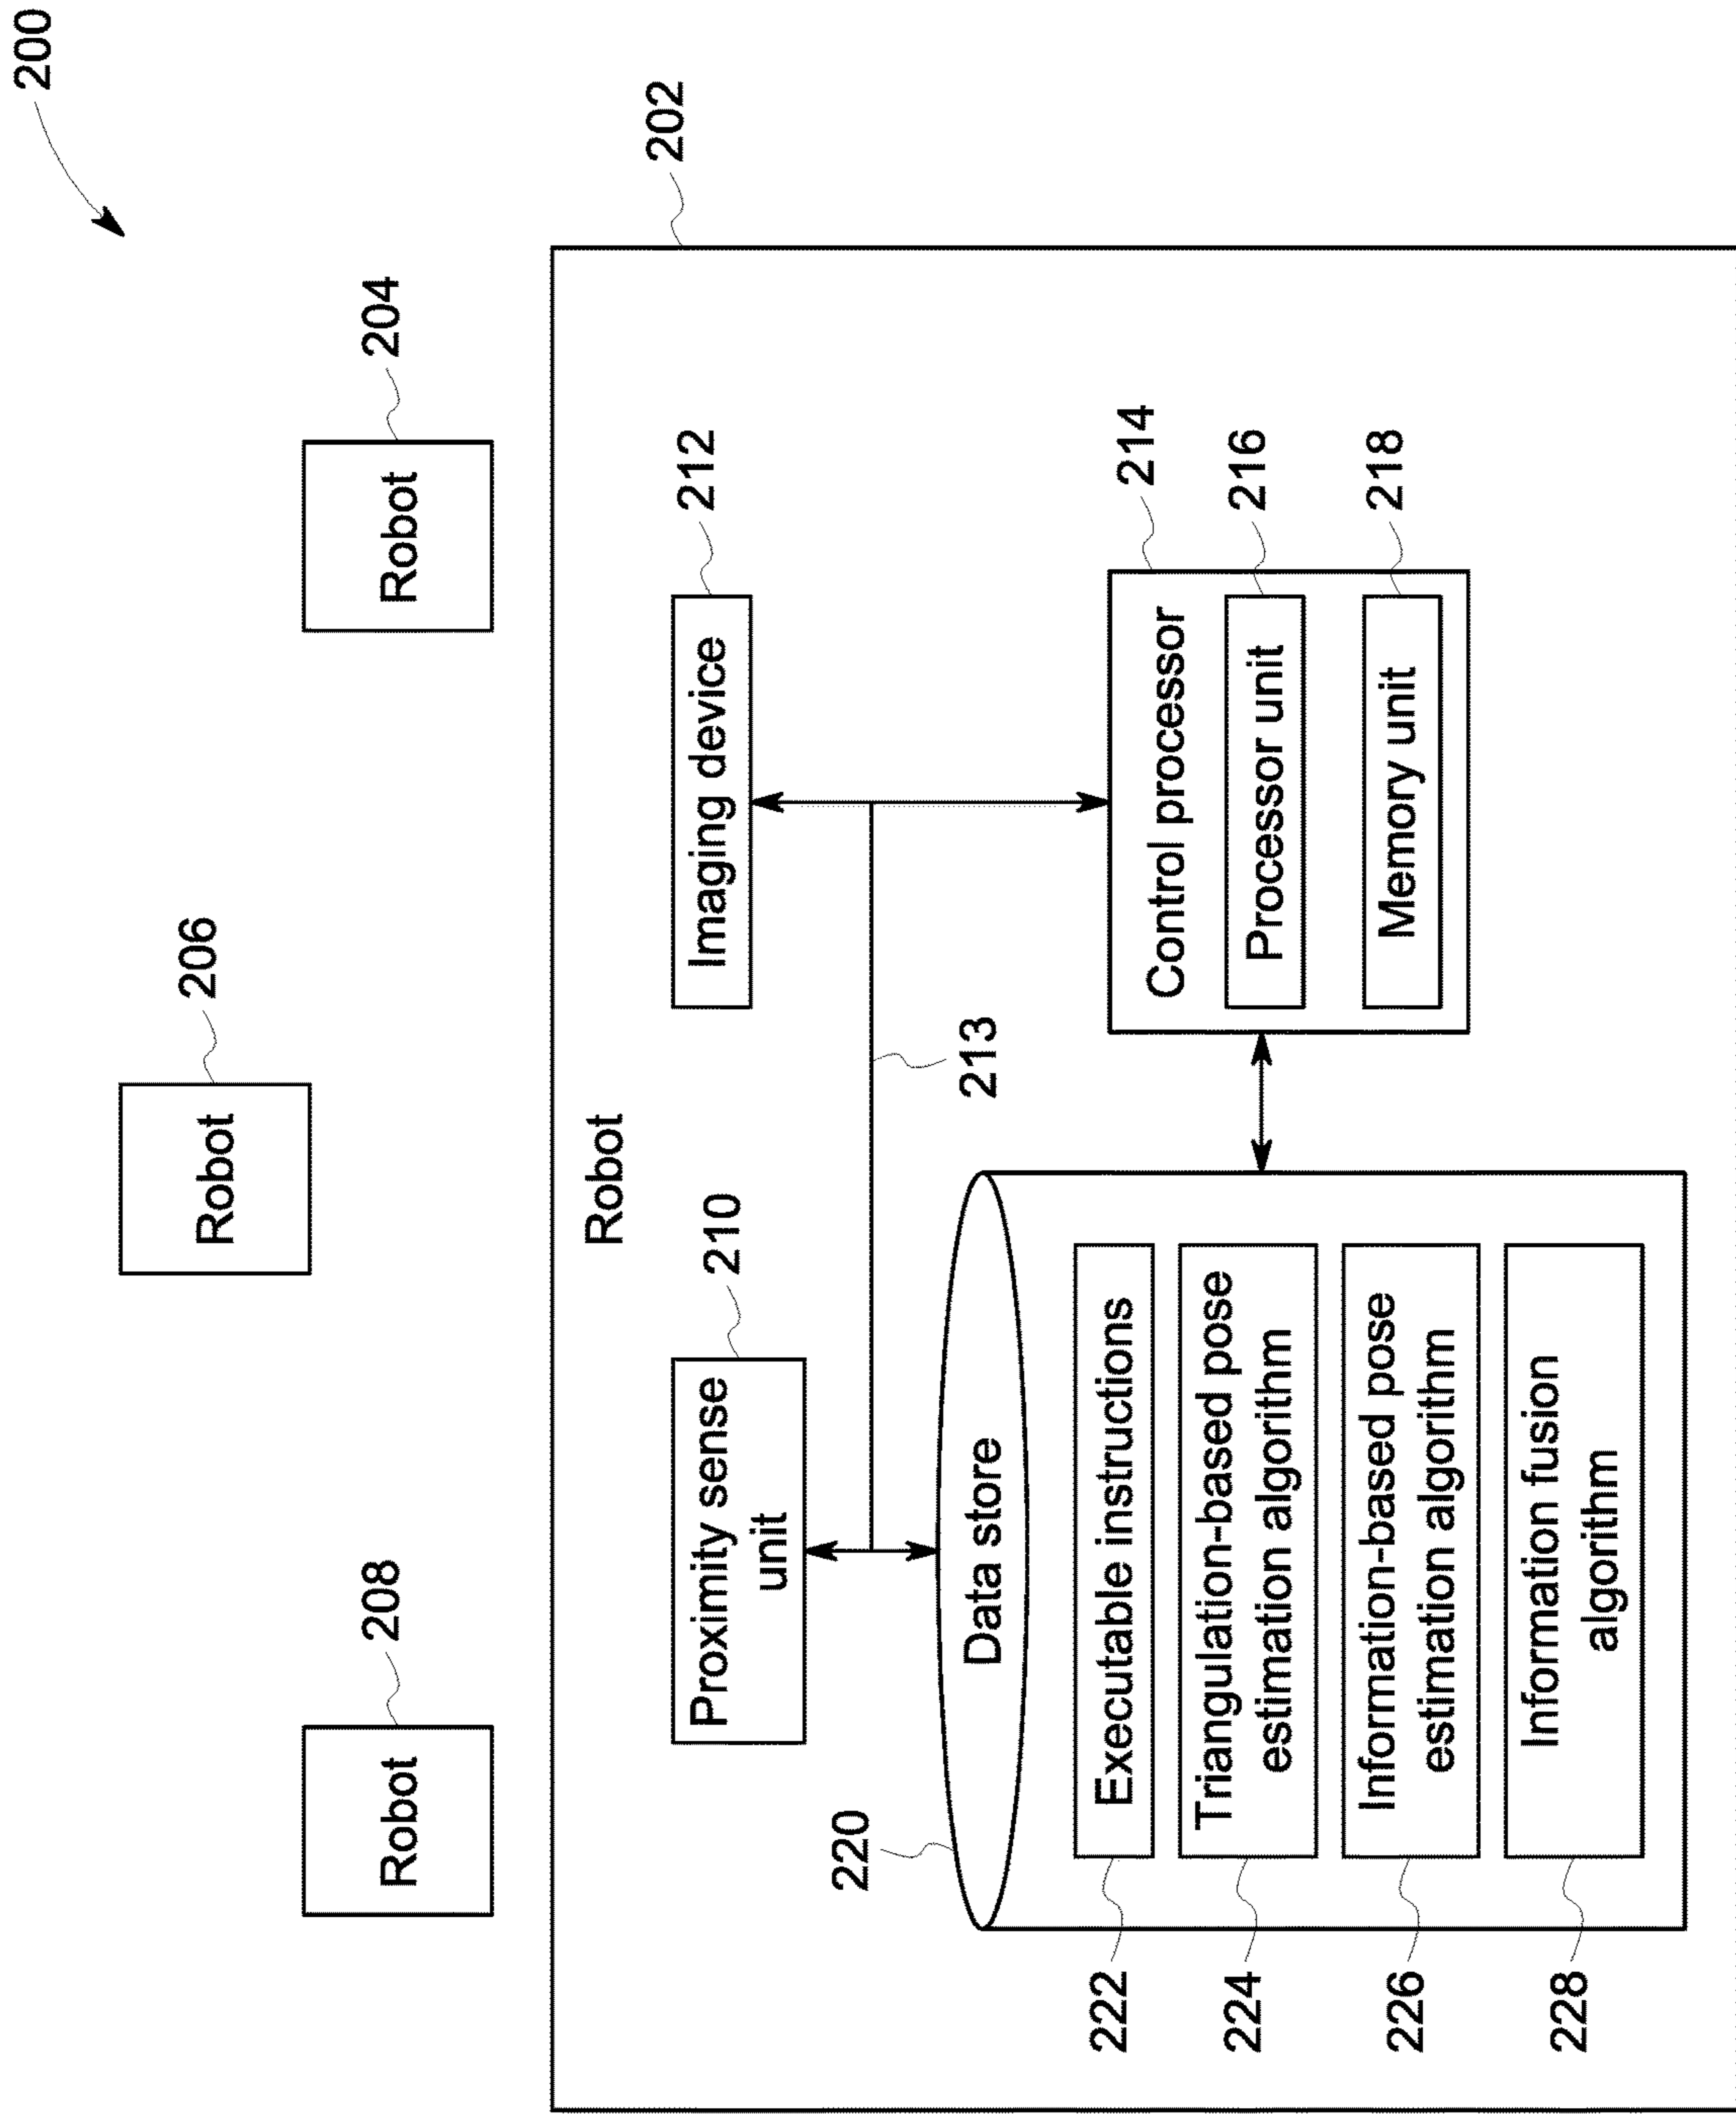 200
206
Robot
208
Robot
204
Robot
202
Robot
210
Proximity sense
unit
212
Imaging device
213
220
Data store
222
Executable instructions
224
Triangulation-based pose
estimation algorithm
226
Information-based pose
estimation algorithm
228
Information fusion
algorithm
214
Control processor
216
Processor unit
218
Memory unit